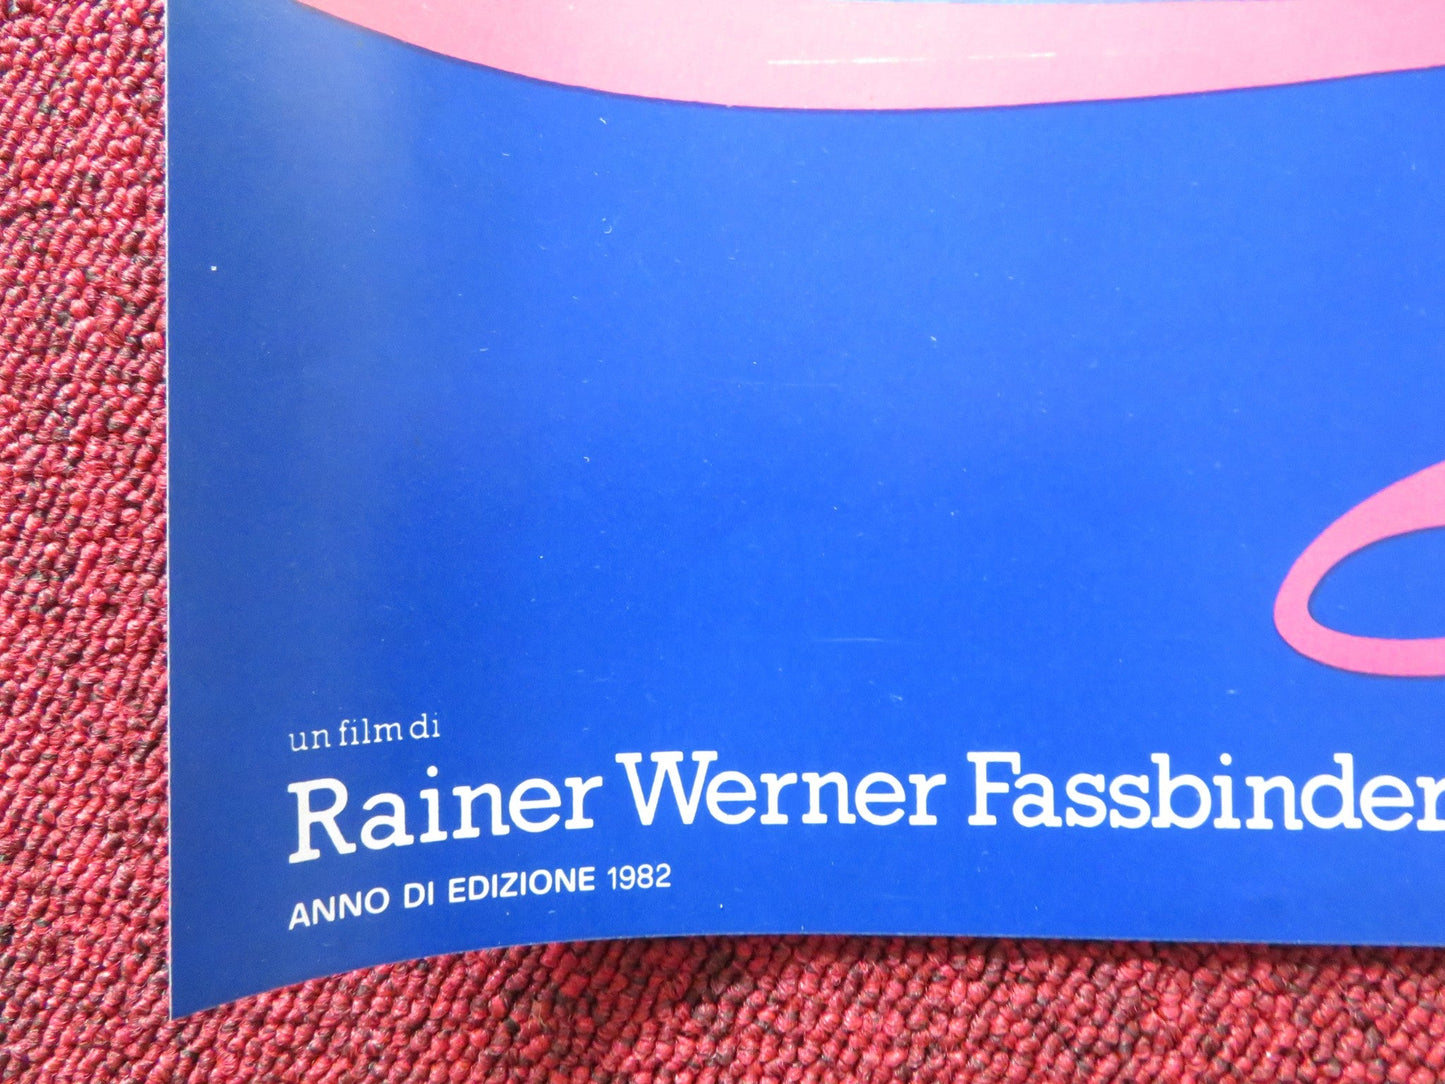 un film di
Rainer Werner Fassbinder
ANNO DI EDIZIONE 1982